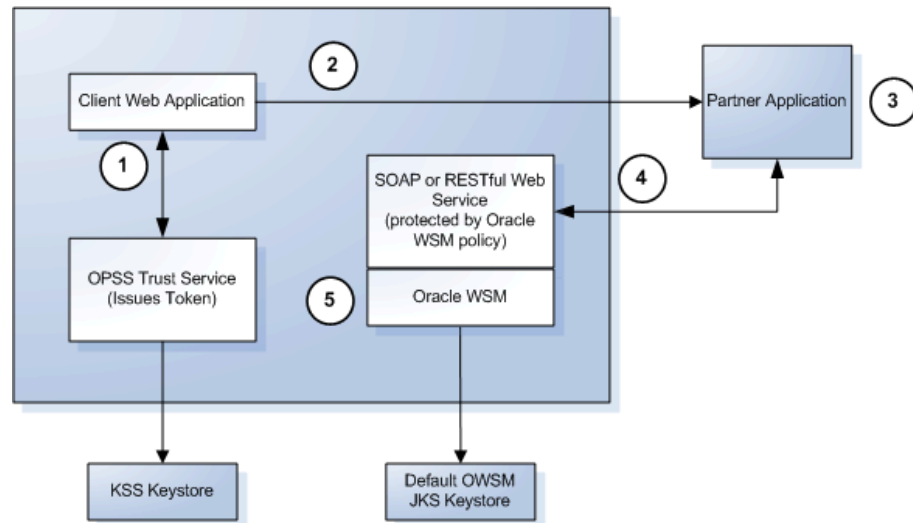 2
Client Web Application
Partner Application
3
1
SOAP or RESTful Web
Service
(protected by Oracle
WSM policy)
4
OPSS Trust Service
(Issues Token)
5
Oracle WSM
KSS Keystore
Default OWSM
JKS Keystore